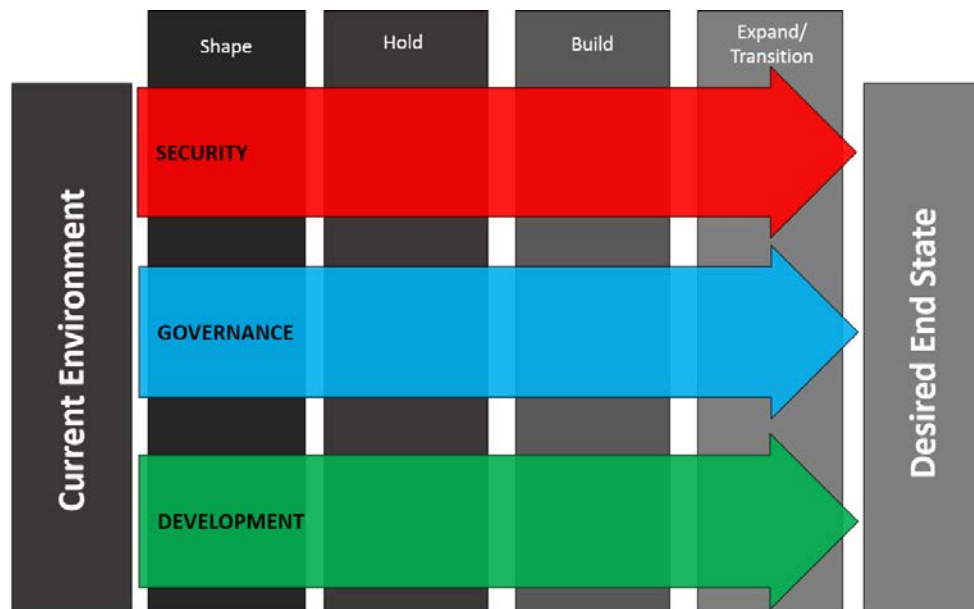 Shape
Hold
Build
Expand/
Transition
Current Environment
SECURITY
GOVERNANCE
DEVELOPMENT
Desired End State